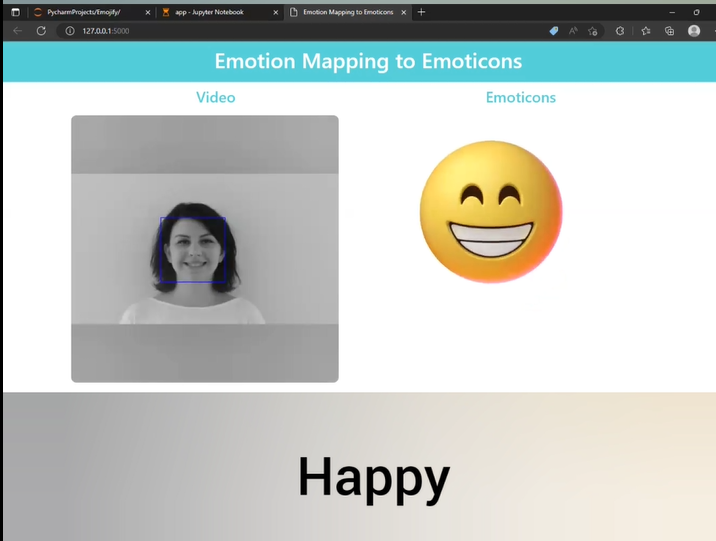 PycharmProjects/Emojify/
app - Jupyter Notebook
Emotion Mapping to Emoticons
127.0.0.1:5000
Emotion Mapping to Emoticons
Video
Emoticons
Happy